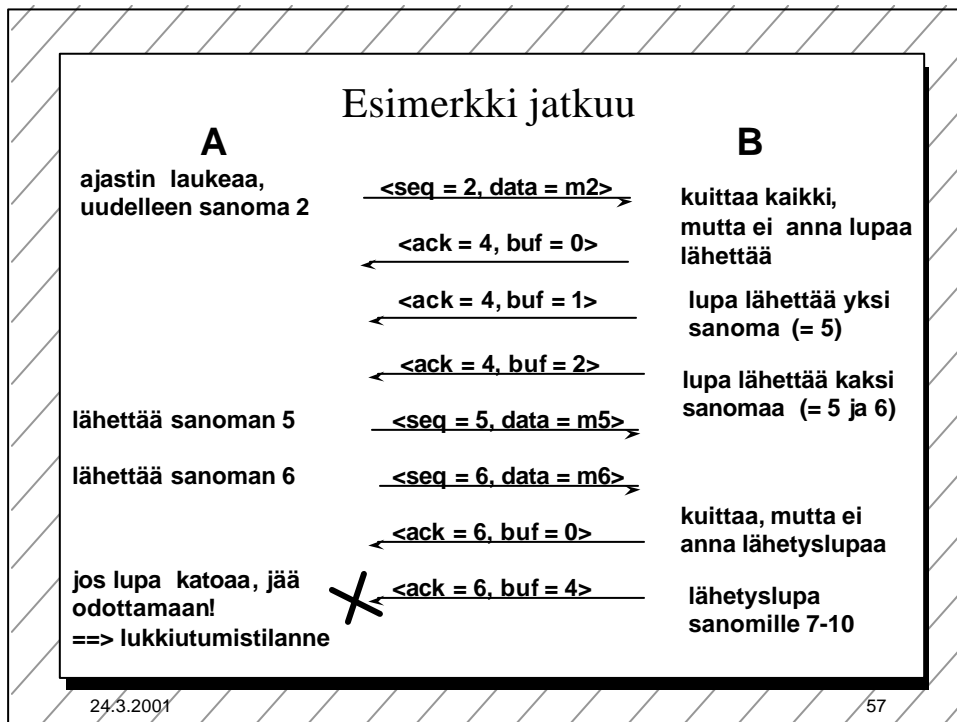 Esimerkki jatkuu
A
B
ajastin laukeaa,
uudelleen sanoma 2
<seq = 2, data = m2>
kuittaa kaikki,
mutta ei anna lupaa
lähettää
<ack = 4, buf = 0>
<ack = 4, buf = 1>
lupa lähettää yksi
sanoma (= 5)
<ack = 4, buf = 2>
lupa lähettää kaksi
sanomaa (= 5 ja 6)
lähettää sanoman 5
<seq = 5, data = m5>
lähettää sanoman 6
<seq = 6, data = m6>
<ack = 6, buf = 0>
kuittaa, mutta ei
anna lähetyslupaa
jos lupa katoaa, jää
odottamaan!
==> lukkiutumistilanne
<ack = 6, buf = 4>
lähetyslupa
sanomille 7-10
24.3.2001
57